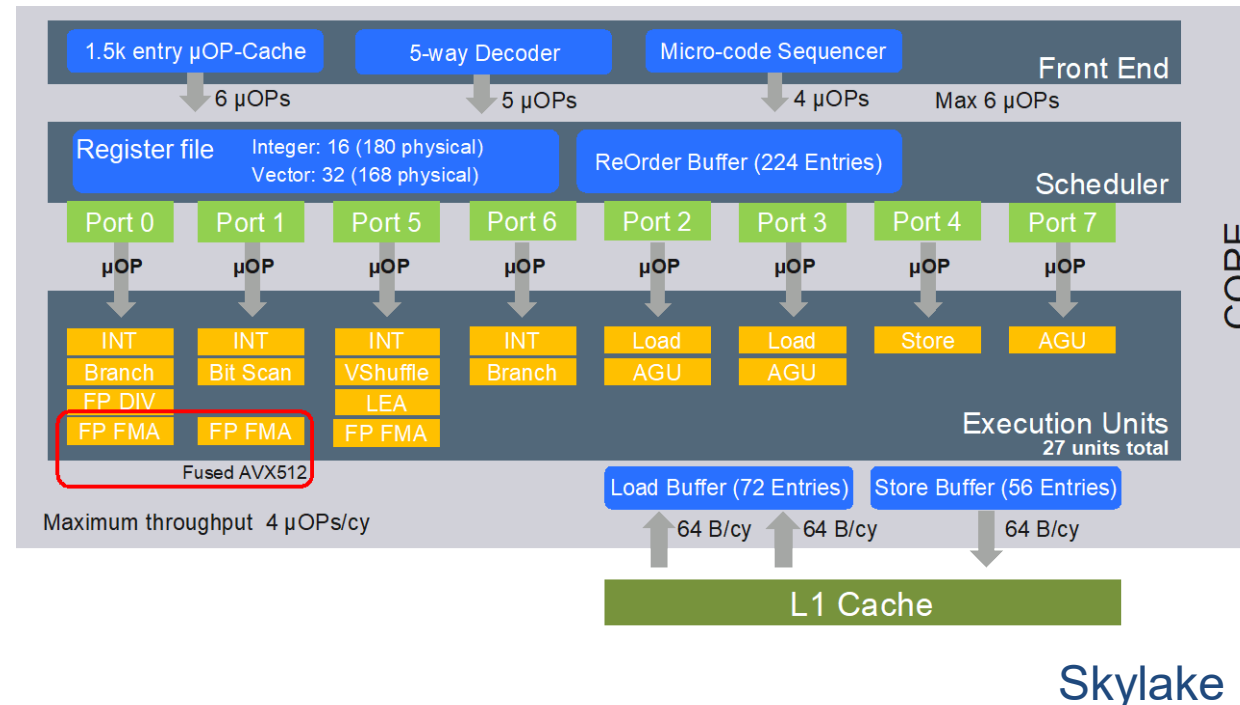 1.5k entry µOP-Cache
5-way Decoder
Micro-code Sequencer
Front End
6 µOPs
5 µOPs
4 µOPs
Max 6 µOPs
Register file
Integer: 16 (180 physical)
Vector: 32 (168 physical)
ReOrder Buffer (224 Entries)
Scheduler
Port 0
Port 1
Port 5
Port 6
Port 2
Port 3
Port 4
Port 7
µOP
µOP
µOP
µOP
µOP
µOP
µOP
µOP
INT
INT
INT
INT
Load
Load
Store
AGU
Branch
Bit Scan
VShuffle
Branch
AGU
AGU
FP DIV
LEA
FP FMA
FP FMA
FP FMA
Execution Units
27 units total
Fused AVX512
Load Buffer (72 Entries)
Store Buffer (56 Entries)
Maximum throughput 4 µOPs/cy
64 B/cy
64 B/cy
64 B/cy
L1 Cache
CORE
Skylake